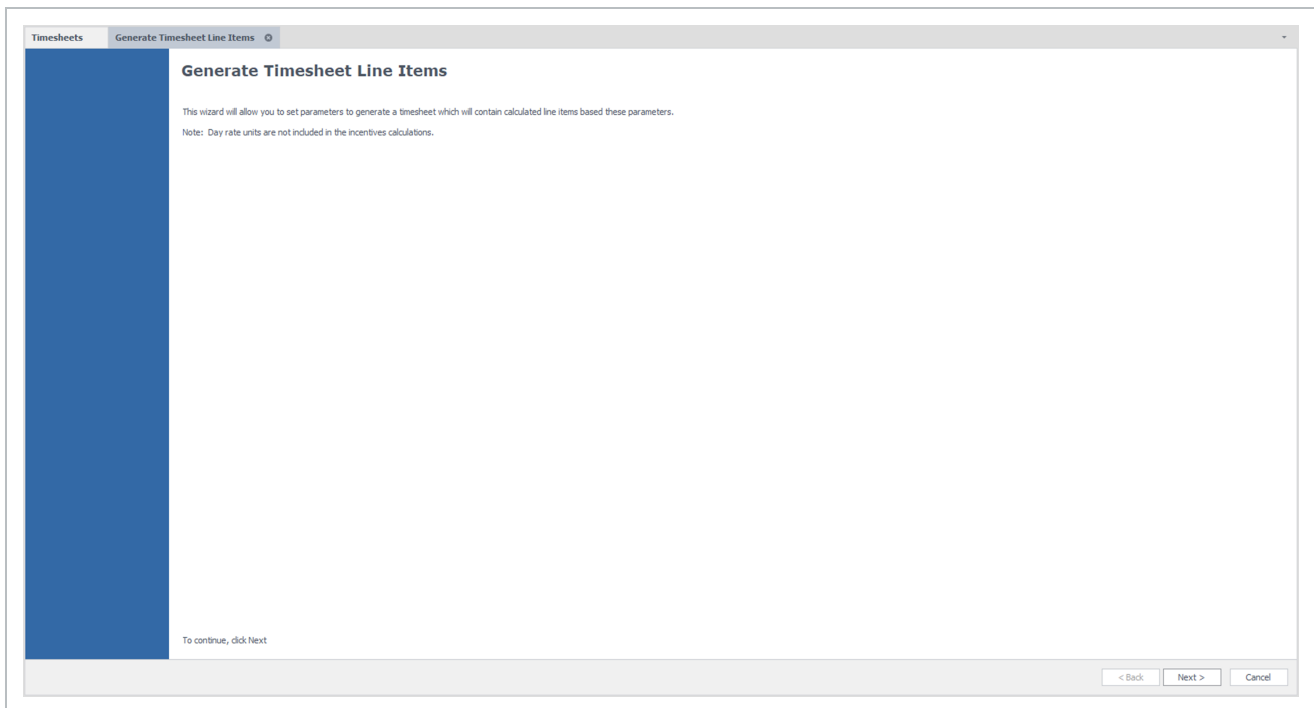 Timesheets Generate Timesheet Line Items
Generate Timesheet Line Items
This wizard will allow you to set parameters to generate a timesheet which will contain calculated line items based these parameters.
Note: Day rate units are not included in the incentives calculations.
To continue, click Next
< Back Next > Cancel